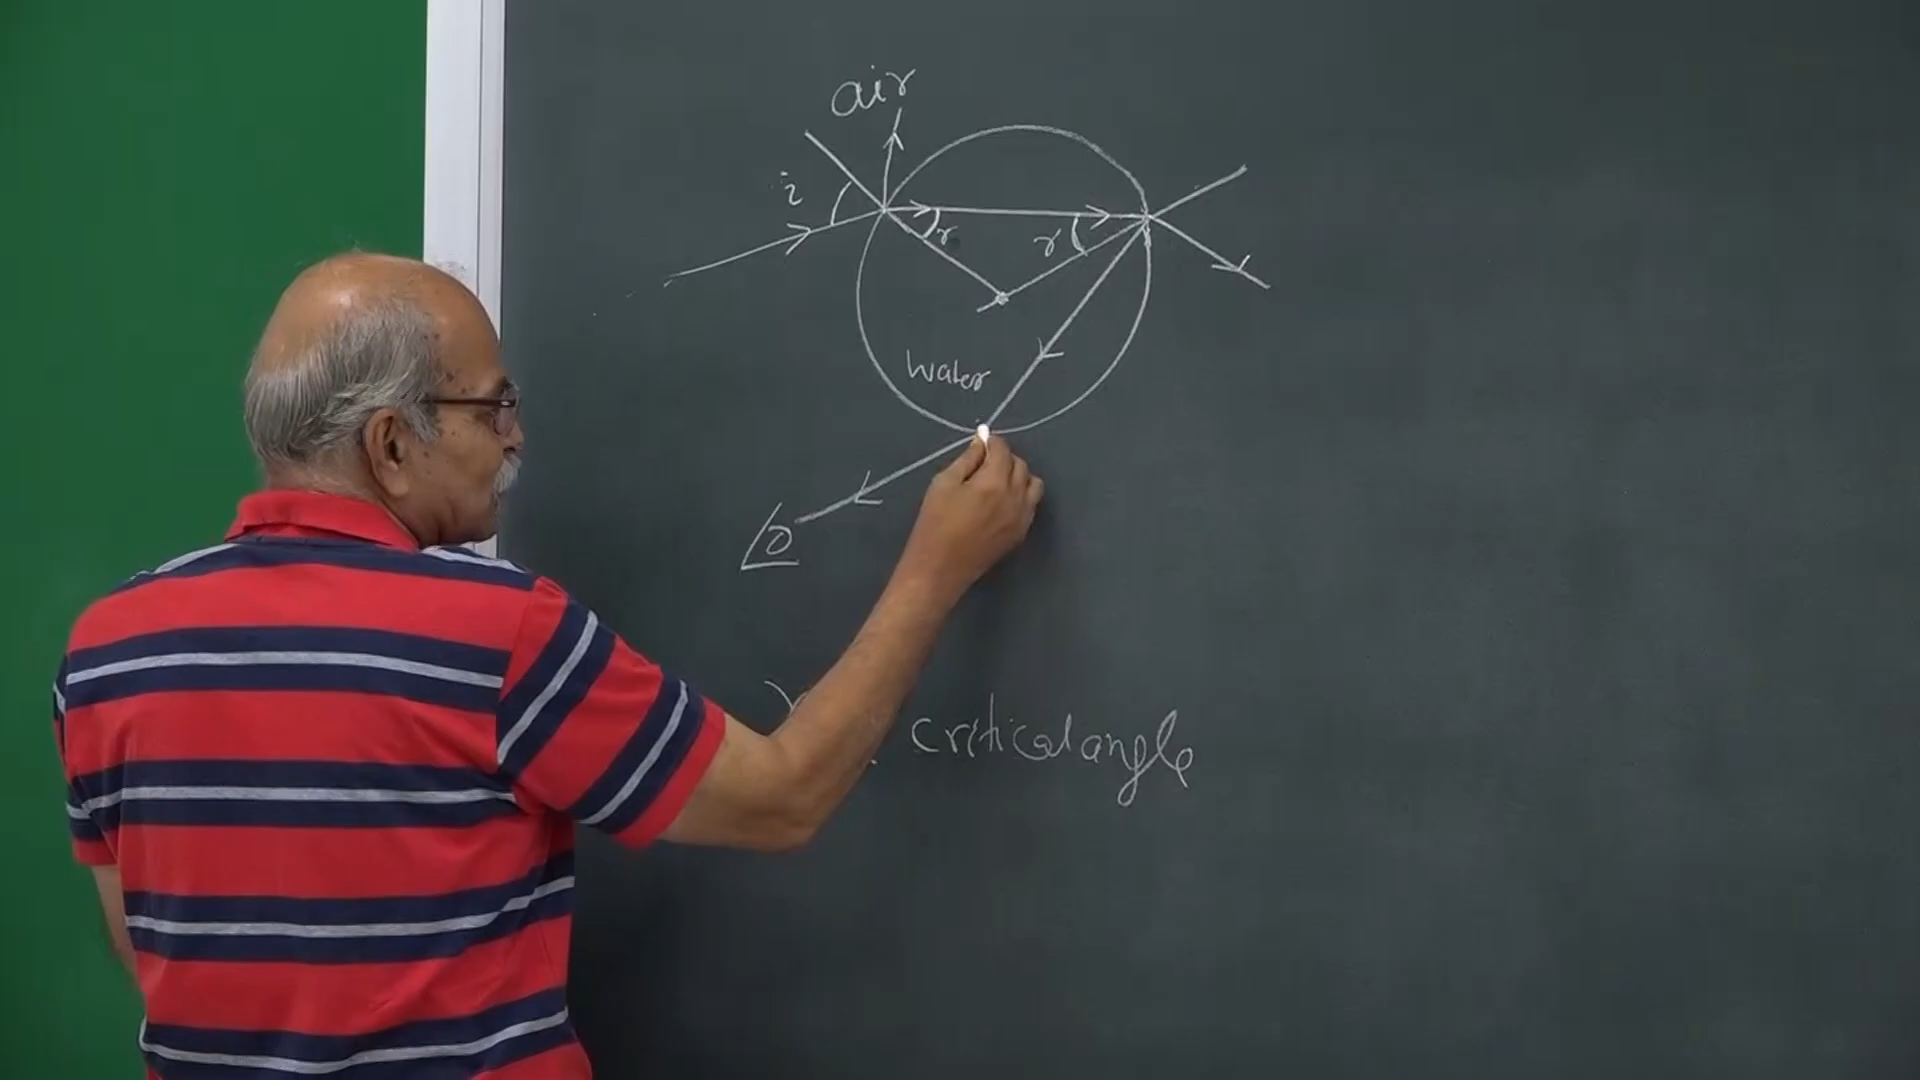 air
i
r
r
water
critical angle